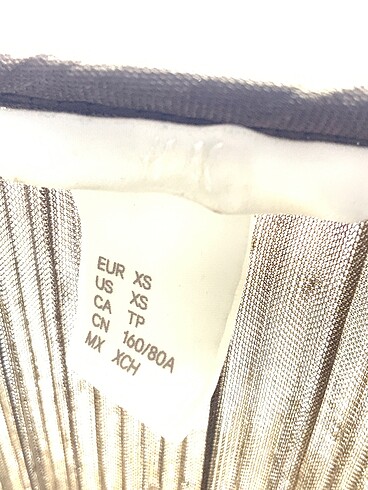 EUR XS
US XS
CA TP
CN 160/80A
MX XCH